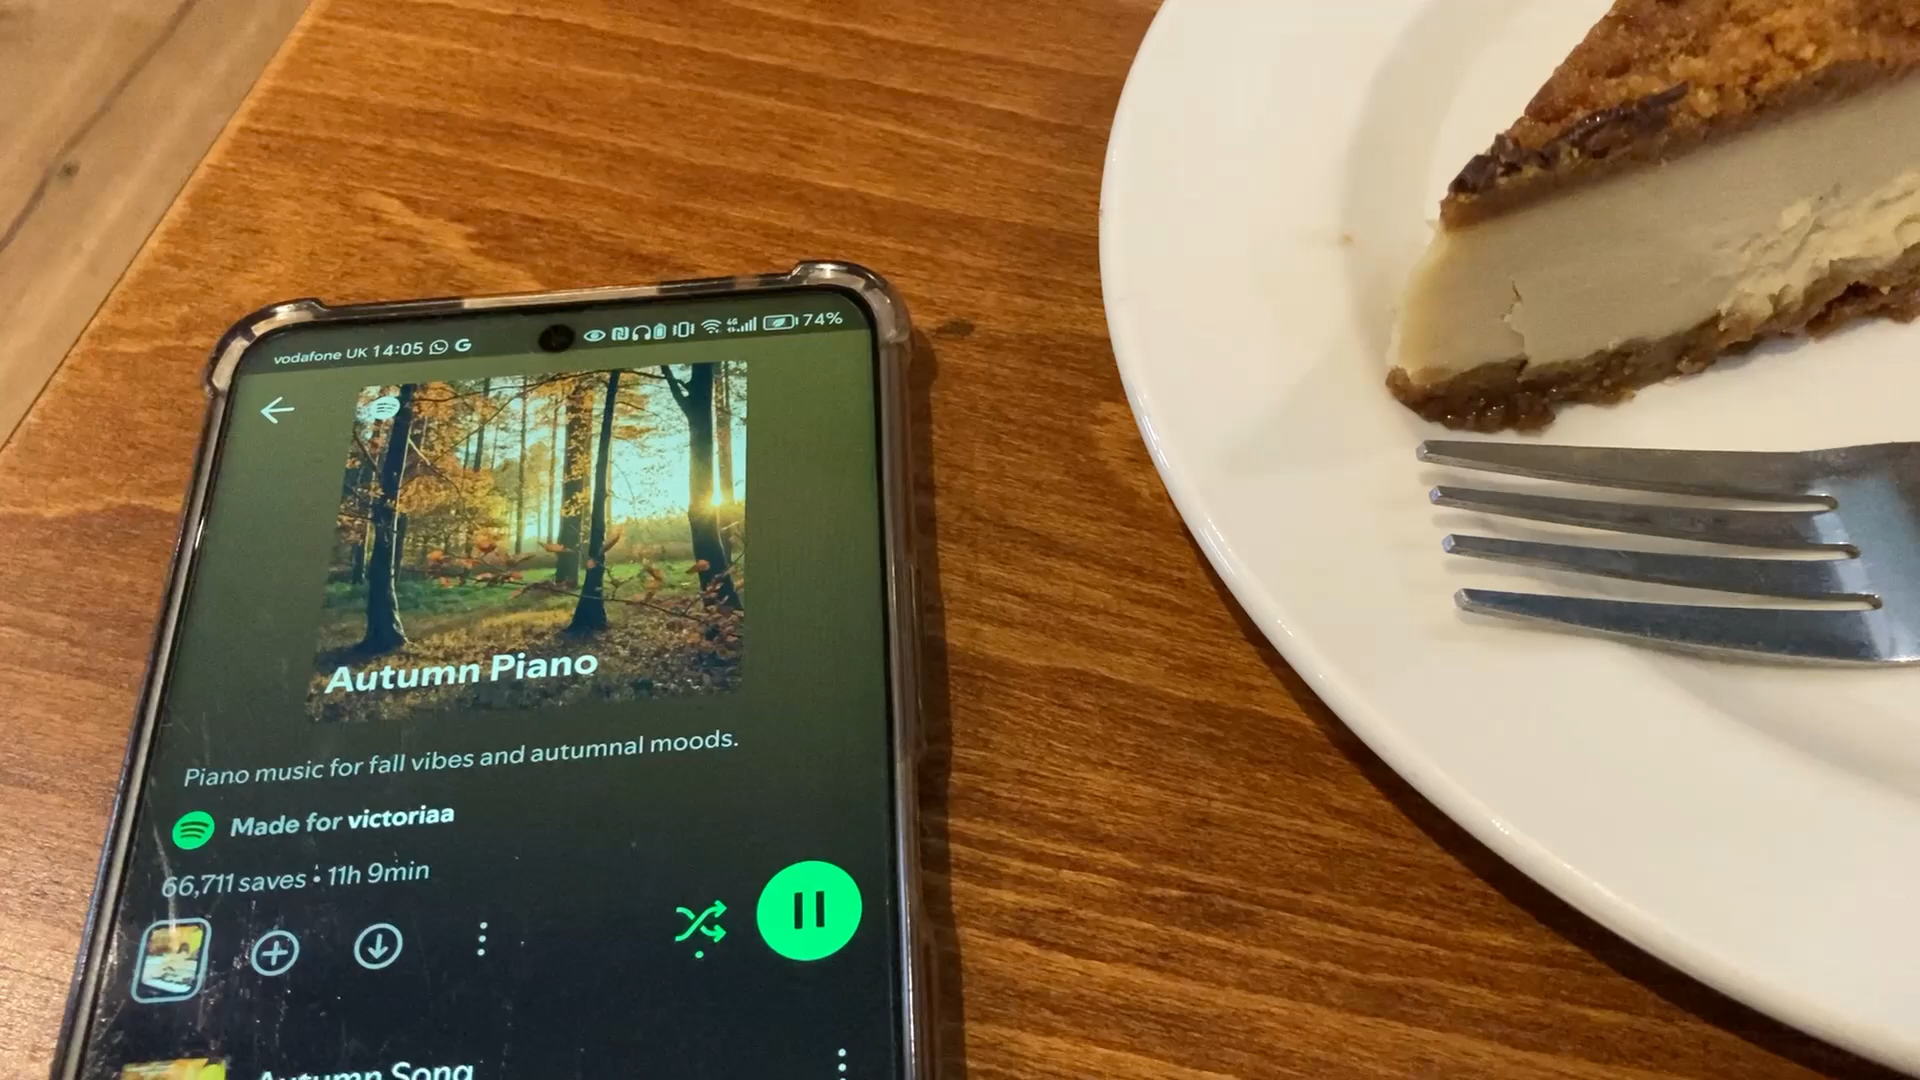 vodafone UK 14:05
4G 74%
Autumn Piano
Piano music for fall vibes and autumnal moods.
Made for victoriaa
66,711 saves • 11h 9min
Autumn Song